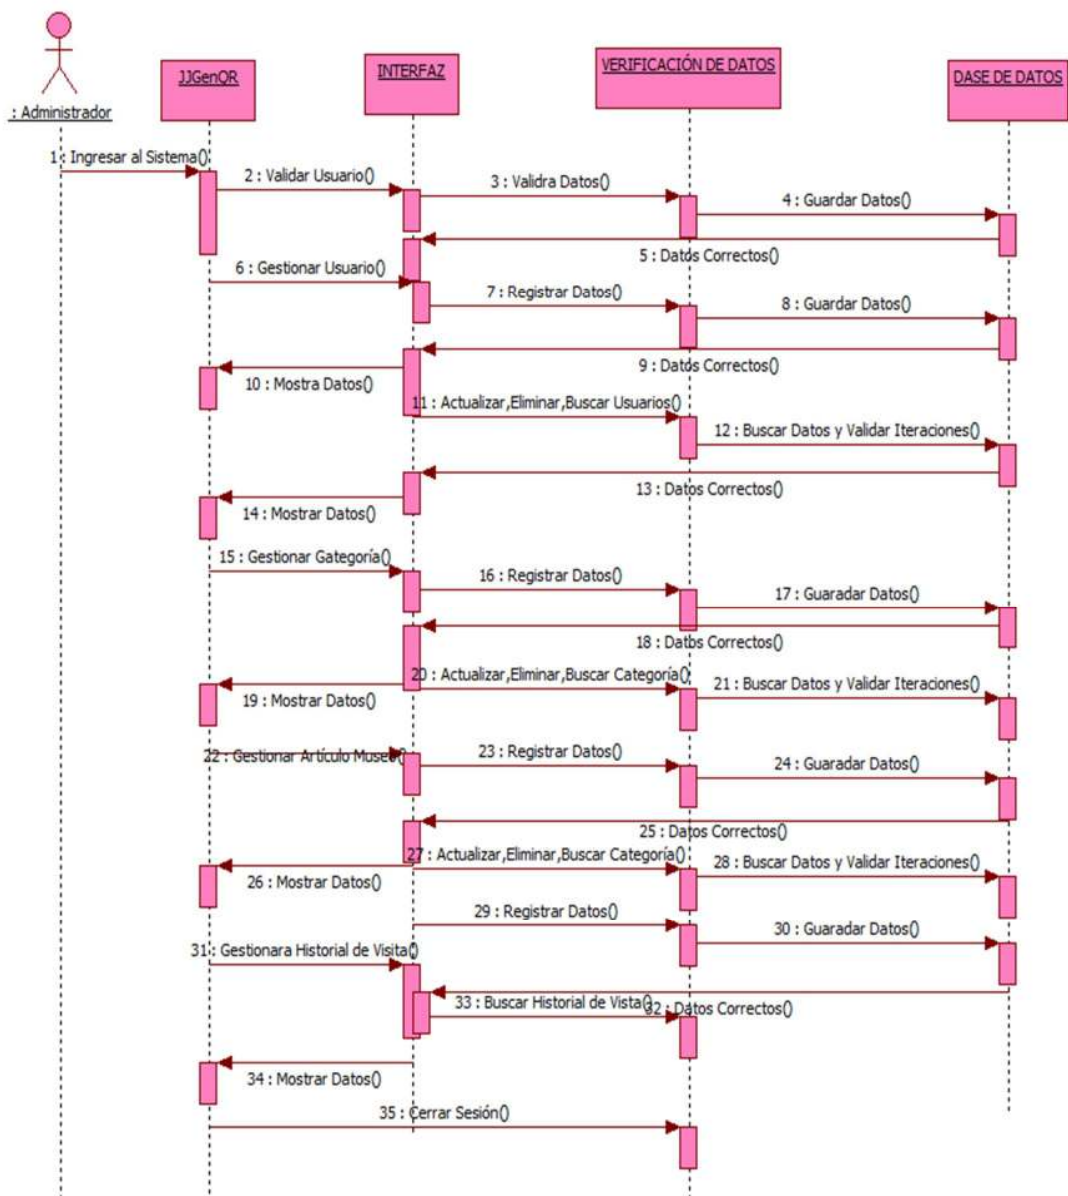 : Administrador
JJGenQR
INTERFAZ
VERIFICACIÓN DE DATOS
DASE DE DATOS
1 : Ingresar al Sistema()
2 : Validar Usuario()
3 : Validra Datos()
4 : Guardar Datos()
5 : Datos Correctos()
6 : Gestionar Usuario()
7 : Registrar Datos()
8 : Guardar Datos()
9 : Datos Correctos()
10 : Mostra Datos()
11 : Actualizar,Eliminar,Buscar Usuarios()
12 : Buscar Datos y Validar Iteraciones()
13 : Datos Correctos()
14 : Mostrar Datos()
15 : Gestionar Gategoría()
16 : Registrar Datos()
17 : Guaradar Datos()
18 : Datos Correctos()
19 : Mostrar Datos()
20 : Actualizar,Eliminar,Buscar Categoría()
21 : Buscar Datos y Validar Iteraciones()
22 : Gestionar Artículo Museo()
23 : Registrar Datos()
24 : Guaradar Datos()
25 : Datos Correctos()
26 : Mostrar Datos()
27 : Actualizar,Eliminar,Buscar Categoría()
28 : Buscar Datos y Validar Iteraciones()
29 : Registrar Datos()
30 : Guaradar Datos()
31 : Gestionara Historial de Visita()
32 : Datos Correctos()
33 : Buscar Historial de Vista()
34 : Mostrar Datos()
35 : Cerrar Sesión()